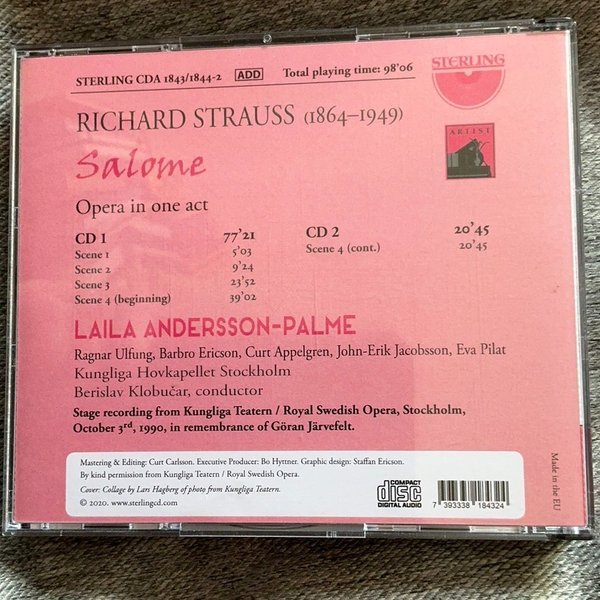 STERLING CDA 1843/1844-2 ADD Total playing time: 98'06
STERLING
RICHARD STRAUSS (1864–1949)
ARTIST
Salome
Opera in one act
CD 1 77'21
Scene 1 5'03
Scene 2 9'24
Scene 3 23'52
Scene 4 (beginning) 39'02
CD 2 20'45
Scene 4 (cont.) 20'45
LAILA ANDERSSON-PALME
Ragnar Ulfung, Barbro Ericson, Curt Appelgren, John-Erik Jacobsson, Eva Pilat
Kungliga Hovkapellet Stockholm
Berislav Klobučar, conductor
Stage recording from Kungliga Teatern / Royal Swedish Opera, Stockholm,
October 3rd, 1990, in remembrance of Göran Järvefelt.
Mastering & Editing: Curt Carlsson. Executive Producer: Bo Hyttner. Graphic design: Staffan Ericson.
By kind permission from Kungliga Teatern / Royal Swedish Opera.
Cover: Collage by Lars Hagberg of photo from Kungliga Teatern.
© 2020. www.sterlingcd.com
COMPACT
disc
DIGITAL AUDIO
7 393338 184324
Made in the EU